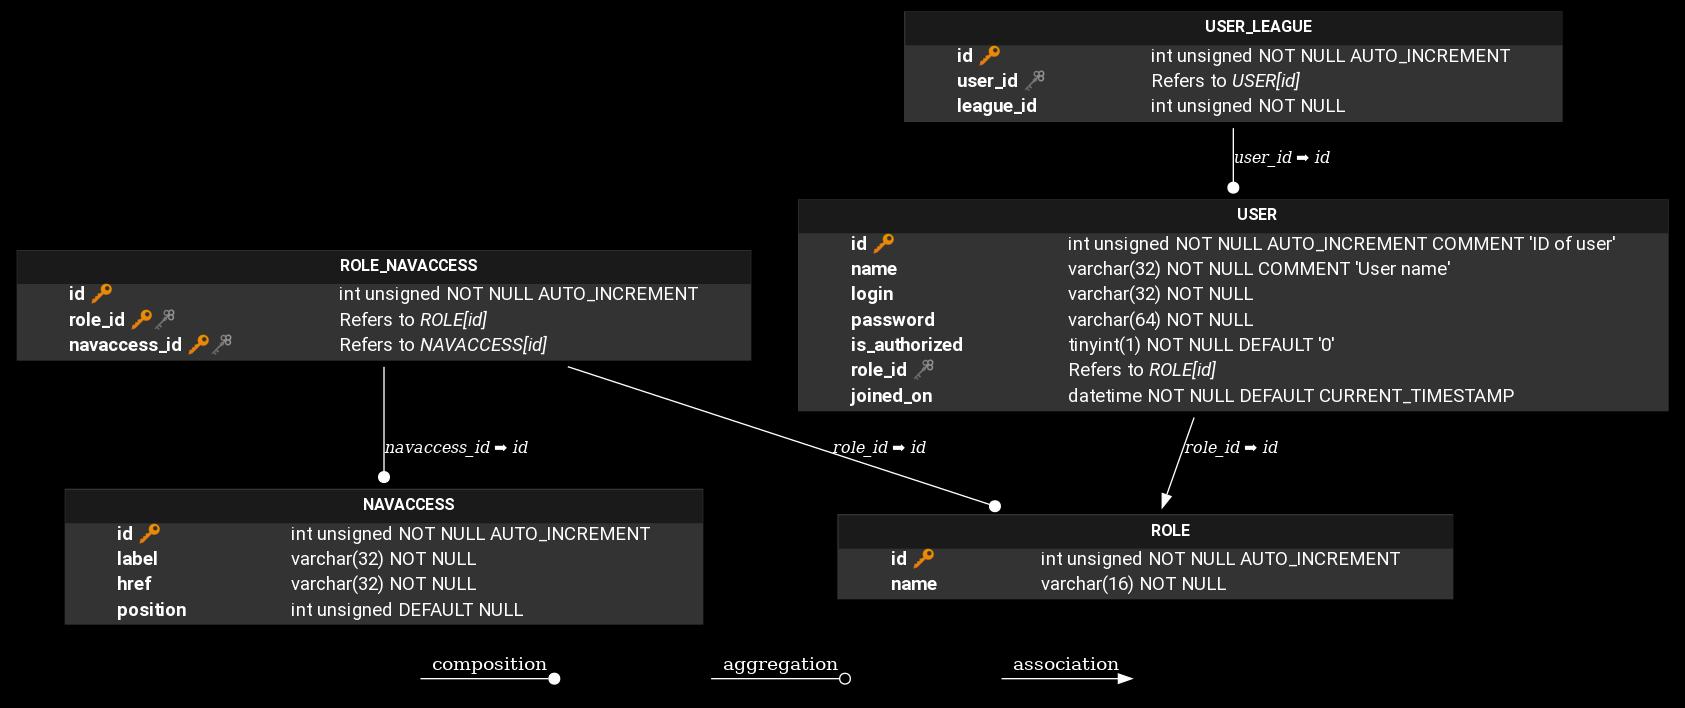 USER_LEAGUE
id int unsigned NOT NULL AUTO_INCREMENT
user_id Refers to USER[id]
league_id int unsigned NOT NULL
user_id ➡ id
USER
id int unsigned NOT NULL AUTO_INCREMENT COMMENT 'ID of user'
name varchar(32) NOT NULL COMMENT 'User name'
login varchar(32) NOT NULL
password varchar(64) NOT NULL
is_authorized tinyint(1) NOT NULL DEFAULT '0'
role_id Refers to ROLE[id]
joined_on datetime NOT NULL DEFAULT CURRENT_TIMESTAMP
ROLE_NAVACCESS
id int unsigned NOT NULL AUTO_INCREMENT
role_id Refers to ROLE[id]
navaccess_id Refers to NAVACCESS[id]
navaccess_id ➡ id
role_id ➡ id
role_id ➡ id
NAVACCESS
id int unsigned NOT NULL AUTO_INCREMENT
label varchar(32) NOT NULL
href varchar(32) NOT NULL
position int unsigned DEFAULT NULL
ROLE
id int unsigned NOT NULL AUTO_INCREMENT
name varchar(16) NOT NULL
composition
aggregation
association